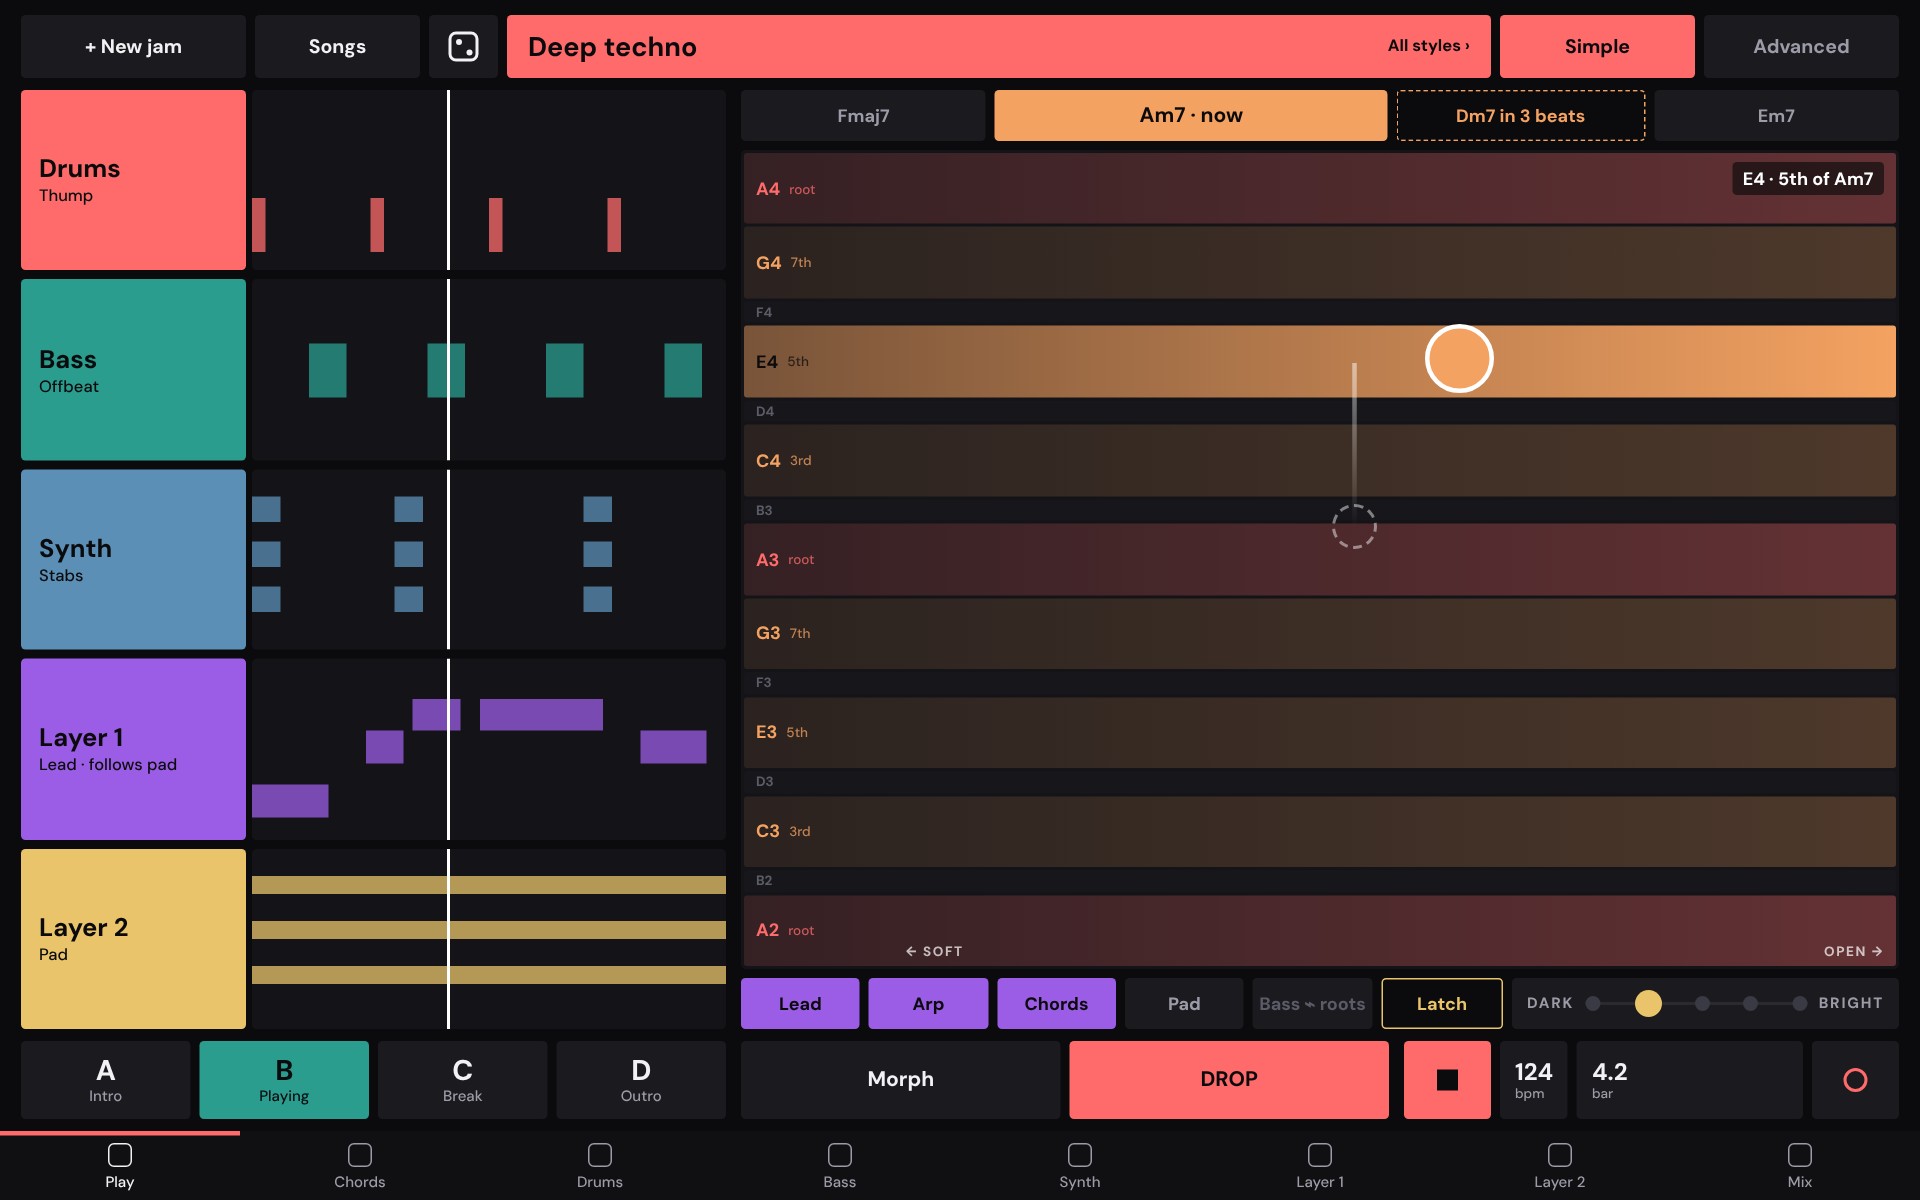 + New jam
Songs
Deep techno
All styles ›
Simple
Advanced
Drums
Thump
Bass
Offbeat
Synth
Stabs
Layer 1
Lead · follows pad
Layer 2
Pad
Fmaj7
Am7 · now
Dm7 in 3 beats
Em7
A4 root
E4 · 5th of Am7
G4 7th
F4
E4 5th
D4
C4 3rd
B3
A3 root
G3 7th
F3
E3 5th
D3
C3 3rd
B2
A2 root
← SOFT
OPEN →
Lead
Arp
Chords
Pad
Bass ⌁ roots
Latch
DARK
BRIGHT
A
Intro
B
Playing
C
Break
D
Outro
Morph
DROP
124
bpm
4.2
bar
Play
Chords
Drums
Bass
Synth
Layer 1
Layer 2
Mix